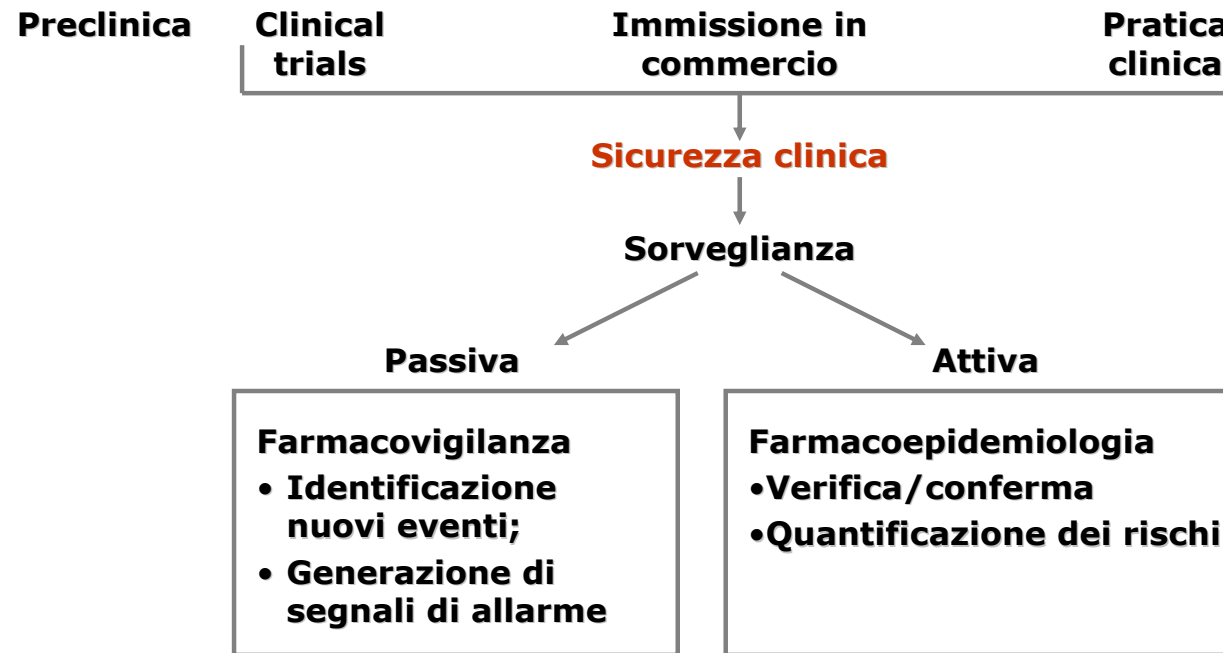 Preclinica
Clinical
trials
Immissione in
commercio
Pratica
clinica
Sicurezza clinica
Sorveglianza
Passiva
Attiva
Farmacovigilanza
• Identificazione
nuovi eventi;
• Generazione di
segnali di allarme
Farmacoepidemiologia
•Verifica/conferma
•Quantificazione dei rischi